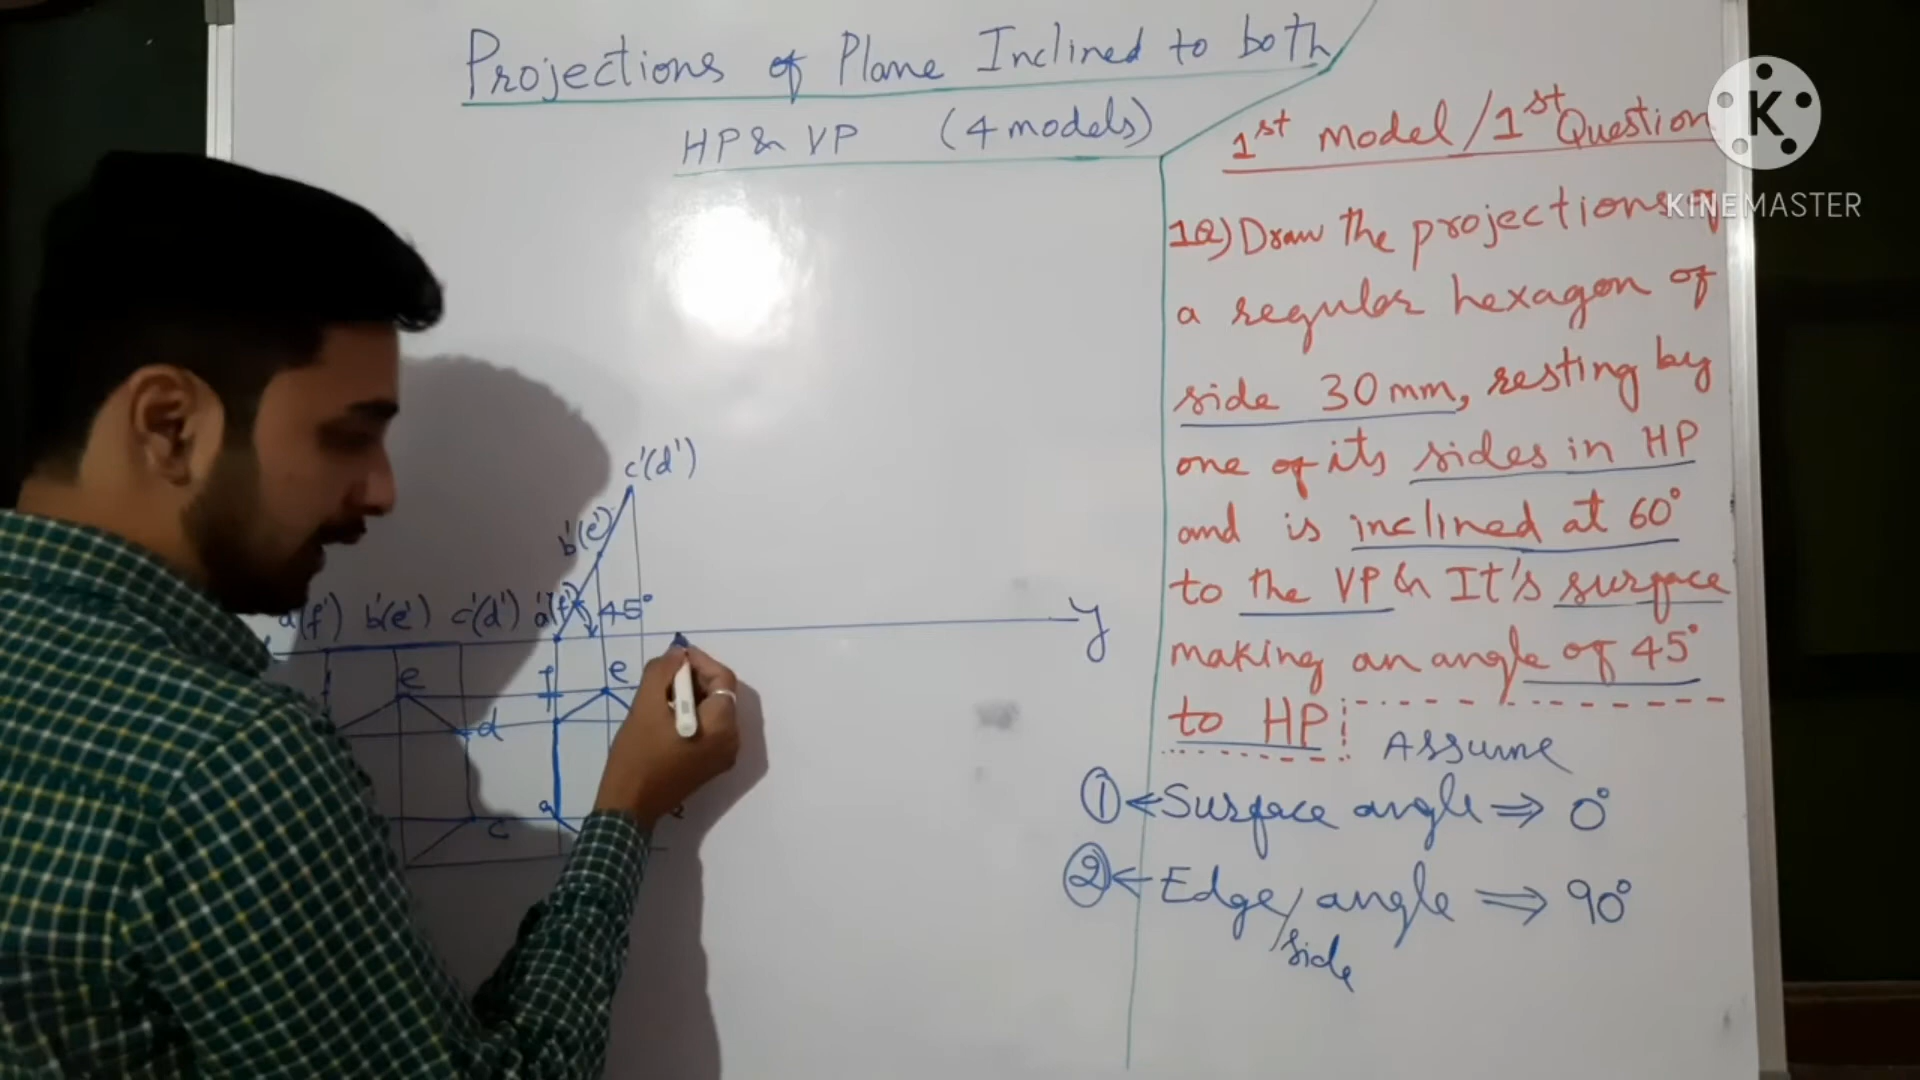 Projections of Plane Inclined to both
HP & VP (4 models)
1st model/1st Question
KINEMASTER
1Q) Draw the projections of
a regular hexagon of
side 30 mm, resting by
one of its sides in HP
and is inclined at 60°
to the VP & It's surface
making an angle of 45°
to HP
Assume
① ← Surface angle ⇒ 0°
② ← Edge/ angle ⇒ 90°
side
c'(d')
b'(e')
a'(f') b'(e') c'(d') a'(f') 45°
y
f e f e
d
a
c